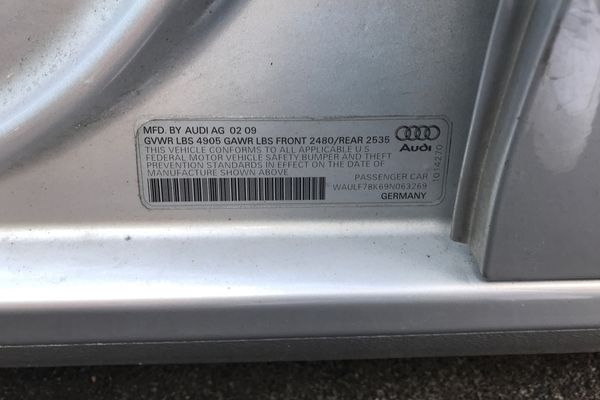 MFD. BY AUDI AG 02 09
GVWR LBS 4905 GAWR LBS FRONT 2480/REAR 2535
THIS VEHICLE CONFORMS TO ALL APPLICABLE U S
FEDERAL MOTOR VEHICLE SAFETY BUMPER AND THEFT
PREVENTION STANDARDS IN EFFECT ON THE DATE OF
MANUFACTURE SHOWN ABOVE
PASSENGER CAR
WAULF78K69N063269
GERMANY
Audi
1014270